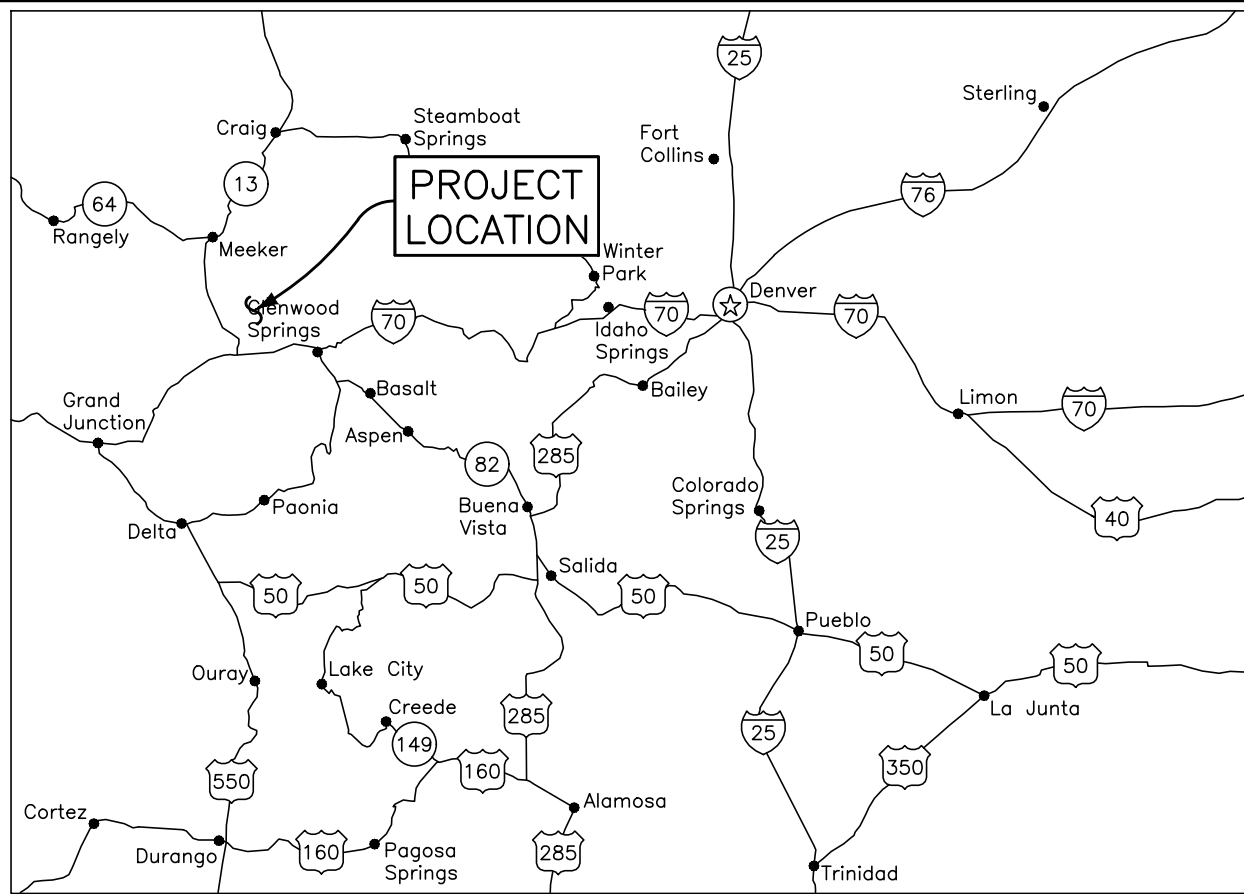 25
Sterling
Craig
Steamboat
Springs
Fort
Collins
13
64
76
PROJECT
LOCATION
Rangely
Meeker
Winter
Park
Glenwood
Springs
70
Idaho
Springs
70
Denver
70
Basalt
Bailey
Limon
70
Grand
Junction
Aspen
82
285
Colorado
Springs
Paonia
Buena
Vista
Delta
40
25
Salida
50
50
50
Pueblo
50
50
Ouray
Lake City
Creede
La Junta
285
149
25
550
160
350
Cortez
Alamosa
Durango
160
Pagosa
Springs
285
Trinidad